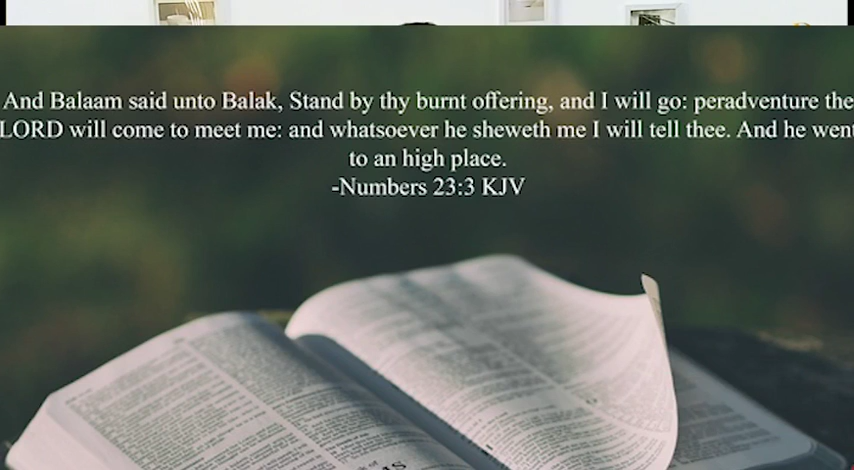 And Balaam said unto Balak, Stand by thy burnt offering, and I will go: peradventure the
LORD will come to meet me: and whatsoever he sheweth me I will tell thee. And he went
to an high place.
-Numbers 23:3 KJV